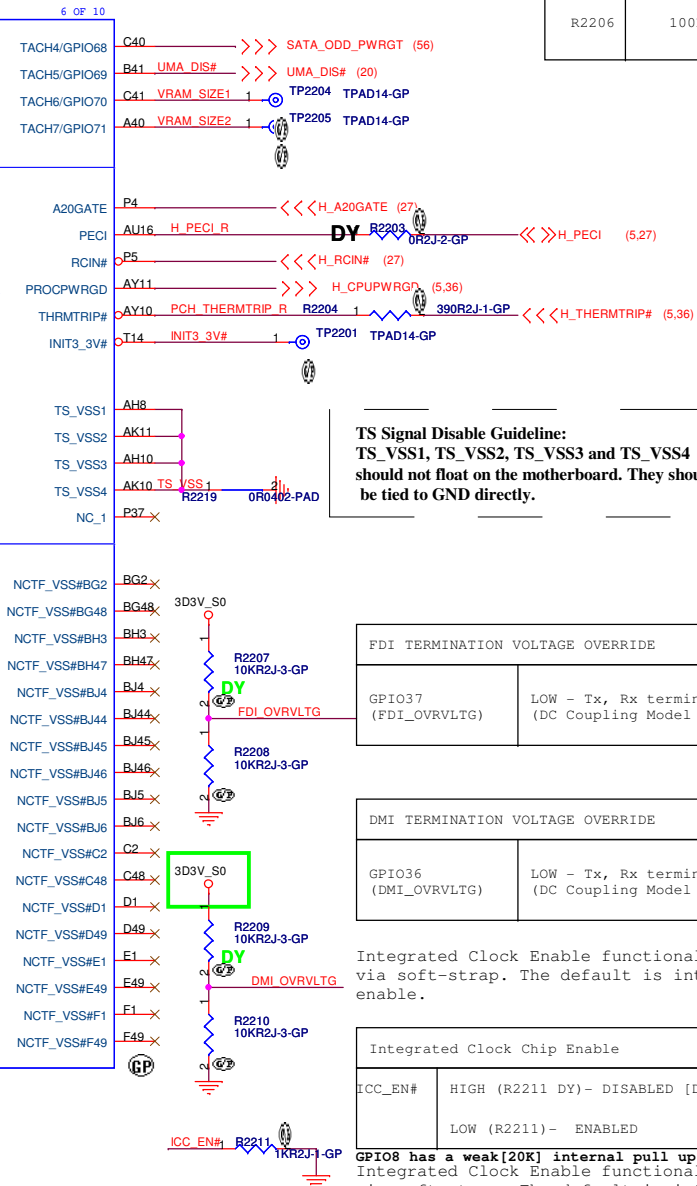 6 OF 10
R2206 100
TACH4/GPIO68 C40 SATA_ODD_PWRGT (56)
TACH5/GPIO69 B41 UMA_DIS# UMA_DIS# (20)
TACH6/GPIO70 C41 VRAM_SIZE1 1 TP2204 TPAD14-GP
TACH7/GPIO71 A40 VRAM_SIZE2 1 TP2205 TPAD14-GP
A20GATE P4 H_A20GATE (27)
PECI AU16 H_PECI_R DY R2203 0R2J-2-GP H_PECI (5,27)
RCIN# P5 H_RCIN# (27)
PROCPWRGD AY11 H_CPUPWRGD (5,36)
THRMTRIP# AY10 PCH_THERMTRIP_R R2204 1 390R2J-1-GP H_THERMTRIP# (5,36)
INIT3_3V# T14 INIT3_3V# 1 TP2201 TPAD14-GP
TS_VSS1 AH8
TS_VSS2 AK11
TS_VSS3 AH10
TS_VSS4 AK10 TS_VSS 1 R2219 2 0R0402-PAD
NC_1 P37
TS Signal Disable Guideline:
TS_VSS1, TS_VSS2, TS_VSS3 and TS_VSS4
should not float on the motherboard. They shou
be tied to GND directly.
NCTF_VSS#BG2 BG2
NCTF_VSS#BG48 BG48
NCTF_VSS#BH3 BH3
NCTF_VSS#BH47 BH47
NCTF_VSS#BJ4 BJ4
NCTF_VSS#BJ44 BJ44
NCTF_VSS#BJ45 BJ45
NCTF_VSS#BJ46 BJ46
NCTF_VSS#BJ5 BJ5
NCTF_VSS#BJ6 BJ6
NCTF_VSS#C2 C2
NCTF_VSS#C48 C48
NCTF_VSS#D1 D1
NCTF_VSS#D49 D49
NCTF_VSS#E1 E1
NCTF_VSS#E49 E49
NCTF_VSS#F1 F1
NCTF_VSS#F49 F49
GP
3D3V_S0
1
R2207
10KR2J-3-GP
DY
2
FDI_OVRVLTG
1
R2208
10KR2J-3-GP
2
3D3V_S0
1
R2209
10KR2J-3-GP
DY
2
DMI_OVRVLTG
1
R2210
10KR2J-3-GP
2
ICC_EN# 1 R2211 1KR2J-1-GP
FDI TERMINATION VOLTAGE OVERRIDE
GPIO37 LOW - Tx, Rx termin
(FDI_OVRVLTG) (DC Coupling Model
DMI TERMINATION VOLTAGE OVERRIDE
GPIO36 LOW - Tx, Rx termin
(DMI_OVRVLTG) (DC Coupling Model
Integrated Clock Enable functional
via soft-strap. The default is int
enable.
Integrated Clock Chip Enable
ICC_EN# HIGH (R2211 DY)- DISABLED [D
LOW (R2211)- ENABLED
GPIO8 has a weak[20K] internal pull up
Integrated Clock Enable functional